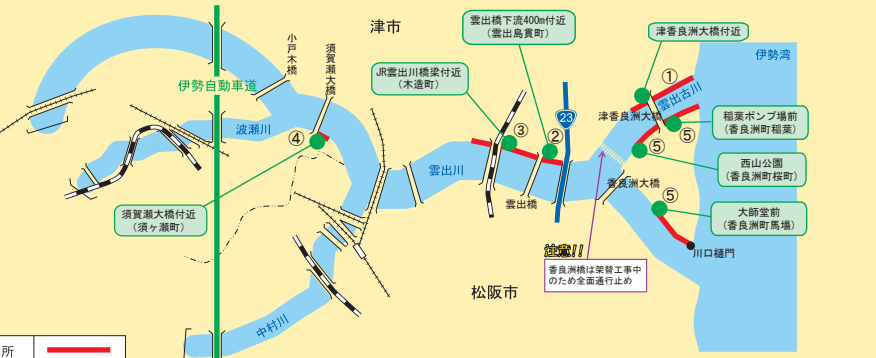 津市
伊勢湾
小戸木橋
須賀瀬大橋
伊勢自動車道
波瀬川
④
須賀瀬大橋付近
（須ヶ瀬町）
JR雲出川橋梁付近
（木造町）
雲出橋下流400m付近
（雲出島貫町）
③
②
23
雲出川
雲出橋
津香良洲大橋付近
①
雲出古川
津香良洲大橋
⑤
稲葉ポンプ場前
（香良洲町稲葉）
⑤
西山公園
（香良洲町桜町）
香良洲大橋
⑤
大師堂前
（香良洲町馬場）
川口樋門
注意!!
香良洲橋は架替工事中
のため全面通行止め
松阪市
中村川
所